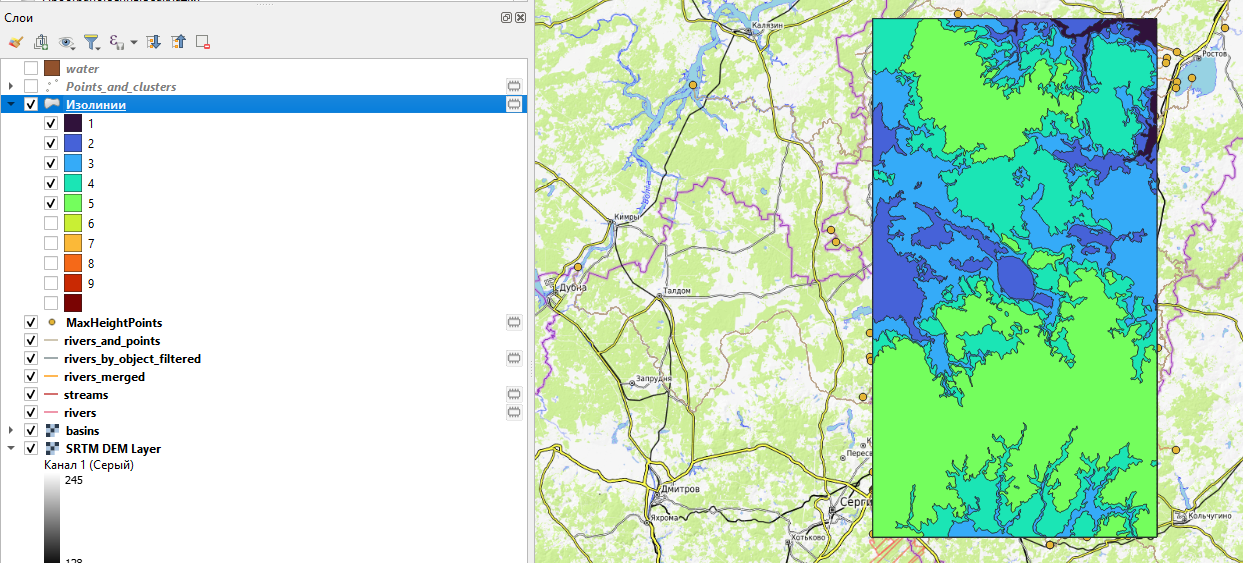 Слои
water
Points_and_clusters
Изолинии
1
2
3
4
5
6
7
8
9
MaxHeightPoints
rivers_and_points
rivers_by_object_filtered
rivers_merged
streams
rivers
basins
SRTM DEM Layer
Канал 1 (Серый)
245
128
Калязин
Ростов
Волга
Кимры
Дубна
Талдом
Запрудня
Дмитров
Яхрома
Хотьково
Кольчугино